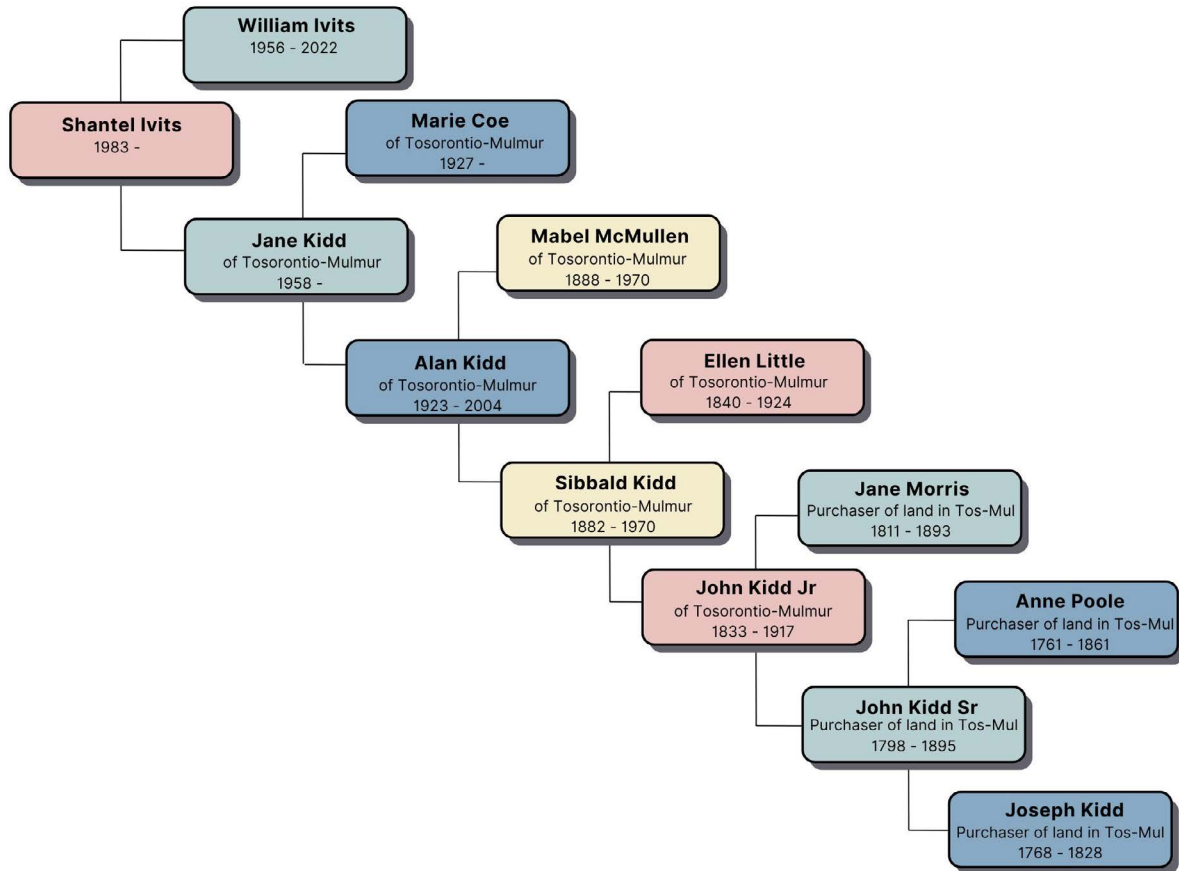 William Ivits
1956 - 2022
Shantel Ivits
1983 -
Marie Coe
of Tosorontio-Mulmur
1927 -
Jane Kidd
of Tosorontio-Mulmur
1958 -
Mabel McMullen
of Tosorontio-Mulmur
1888 - 1970
Alan Kidd
of Tosorontio-Mulmur
1923 - 2004
Ellen Little
of Tosorontio-Mulmur
1840 - 1924
Sibbald Kidd
of Tosorontio-Mulmur
1882 - 1970
Jane Morris
Purchaser of land in Tos-Mul
1811 - 1893
John Kidd Jr
of Tosorontio-Mulmur
1833 - 1917
Anne Poole
Purchaser of land in Tos-Mul
1761 - 1861
John Kidd Sr
Purchaser of land in Tos-Mul
1798 - 1895
Joseph Kidd
Purchaser of land in Tos-Mul
1768 - 1828